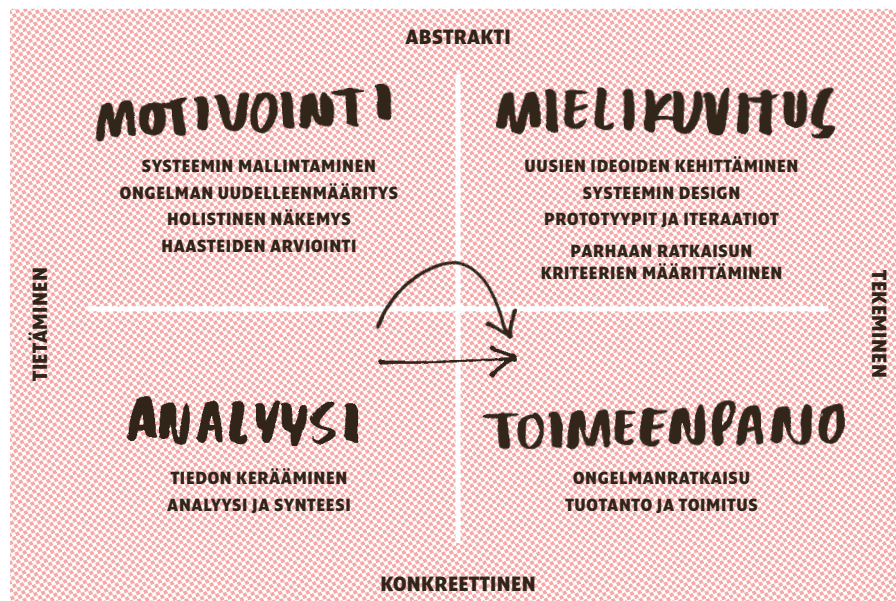 ABSTRAKTI
MOTIVOINTI
SYSTEEMIN MALLINTAMINEN
ONGELMAN UUDELLEENMÄÄRITYS
HOLISTINEN NÄKEMYS
HAASTEIDEN ARVIOINTI
MIELIKUVITUS
UUSIEN IDEOIDEN KEHITTÄMINEN
SYSTEEMIN DESIGN
PROTOTYYPIT JA ITERAATIOT
PARHAAN RATKAISUN
KRITEERIEN MÄÄRITTÄMINEN
TIETÄMINEN
TEKEMINEN
ANALYYSI
TIEDON KERÄÄMINEN
ANALYYSI JA SYNTEESI
TOIMEENPANO
ONGELMANRATKAISU
TUOTANTO JA TOIMITUS
KONKREETTINEN